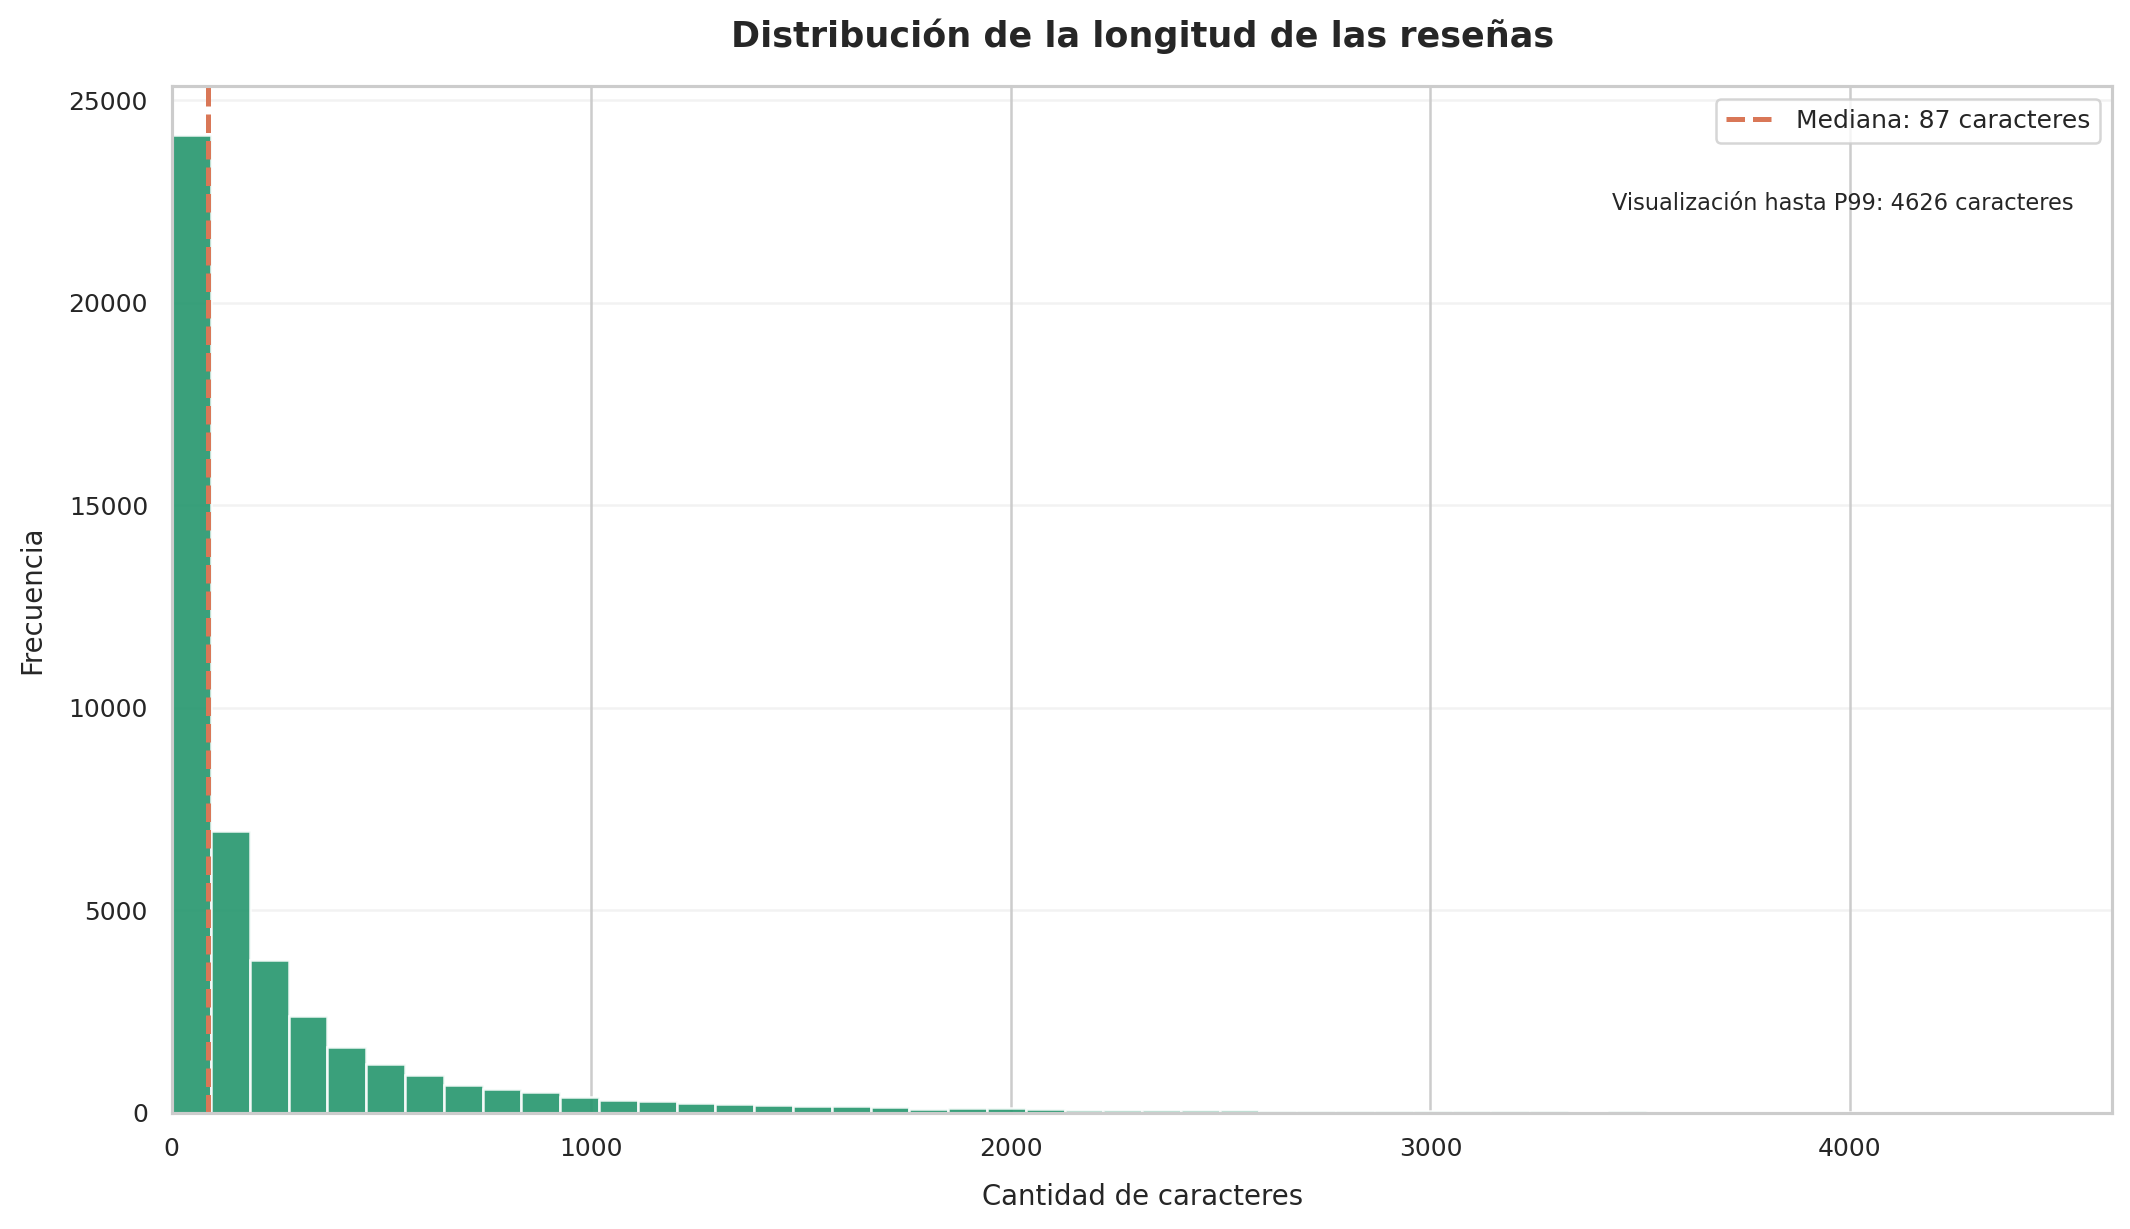 Distribución de la longitud de las reseñas
25000
20000
15000
10000
5000
0
Frecuencia
Mediana: 87 caracteres
Visualización hasta P99: 4626 caracteres
0 1000 2000 3000 4000
Cantidad de caracteres